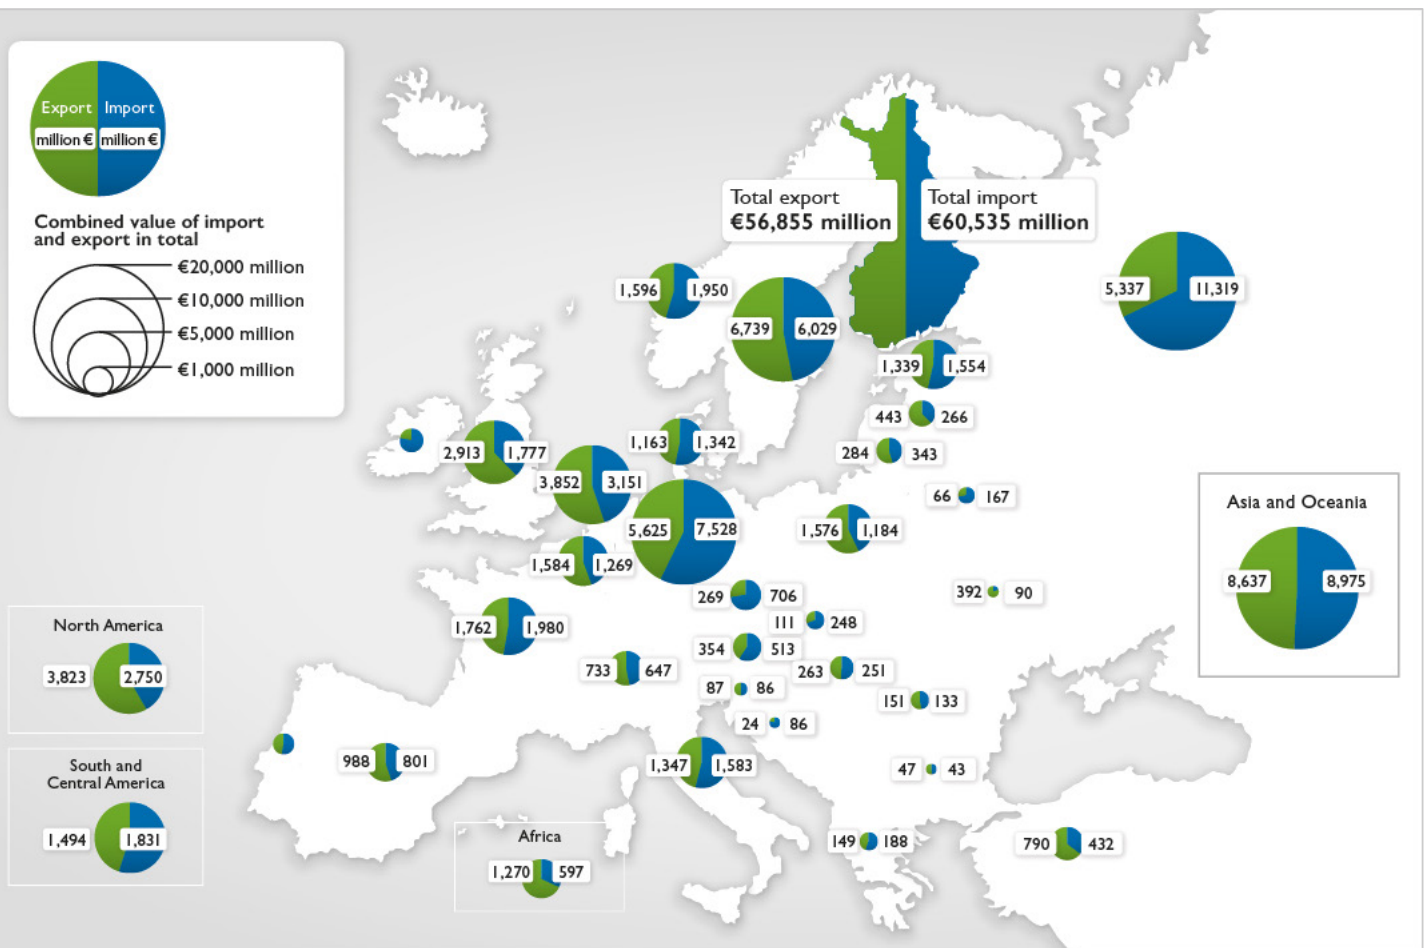 Export Import
million € million €
Combined value of import
and export in total
€20,000 million
€10,000 million
€5,000 million
€1,000 million
Total export
€56,855 million
Total import
€60,535 million
1,596 1,950
6,739 6,029
5,337 11,319
1,339 1,554
443 266
284 343
66 167
2,913 1,777
1,163 1,342
3,852 3,151
5,625 7,528
1,576 1,184
1,584 1,269
392 90
269 706
111 248
1,762 1,980
354 513
733 647
263 251
87 86
151 133
24 86
988 801
1,347 1,583
47 43
149 188
790 432
Asia and Oceania
8,637 8,975
North America
3,823 2,750
South and
Central America
1,494 1,831
Africa
1,270 597